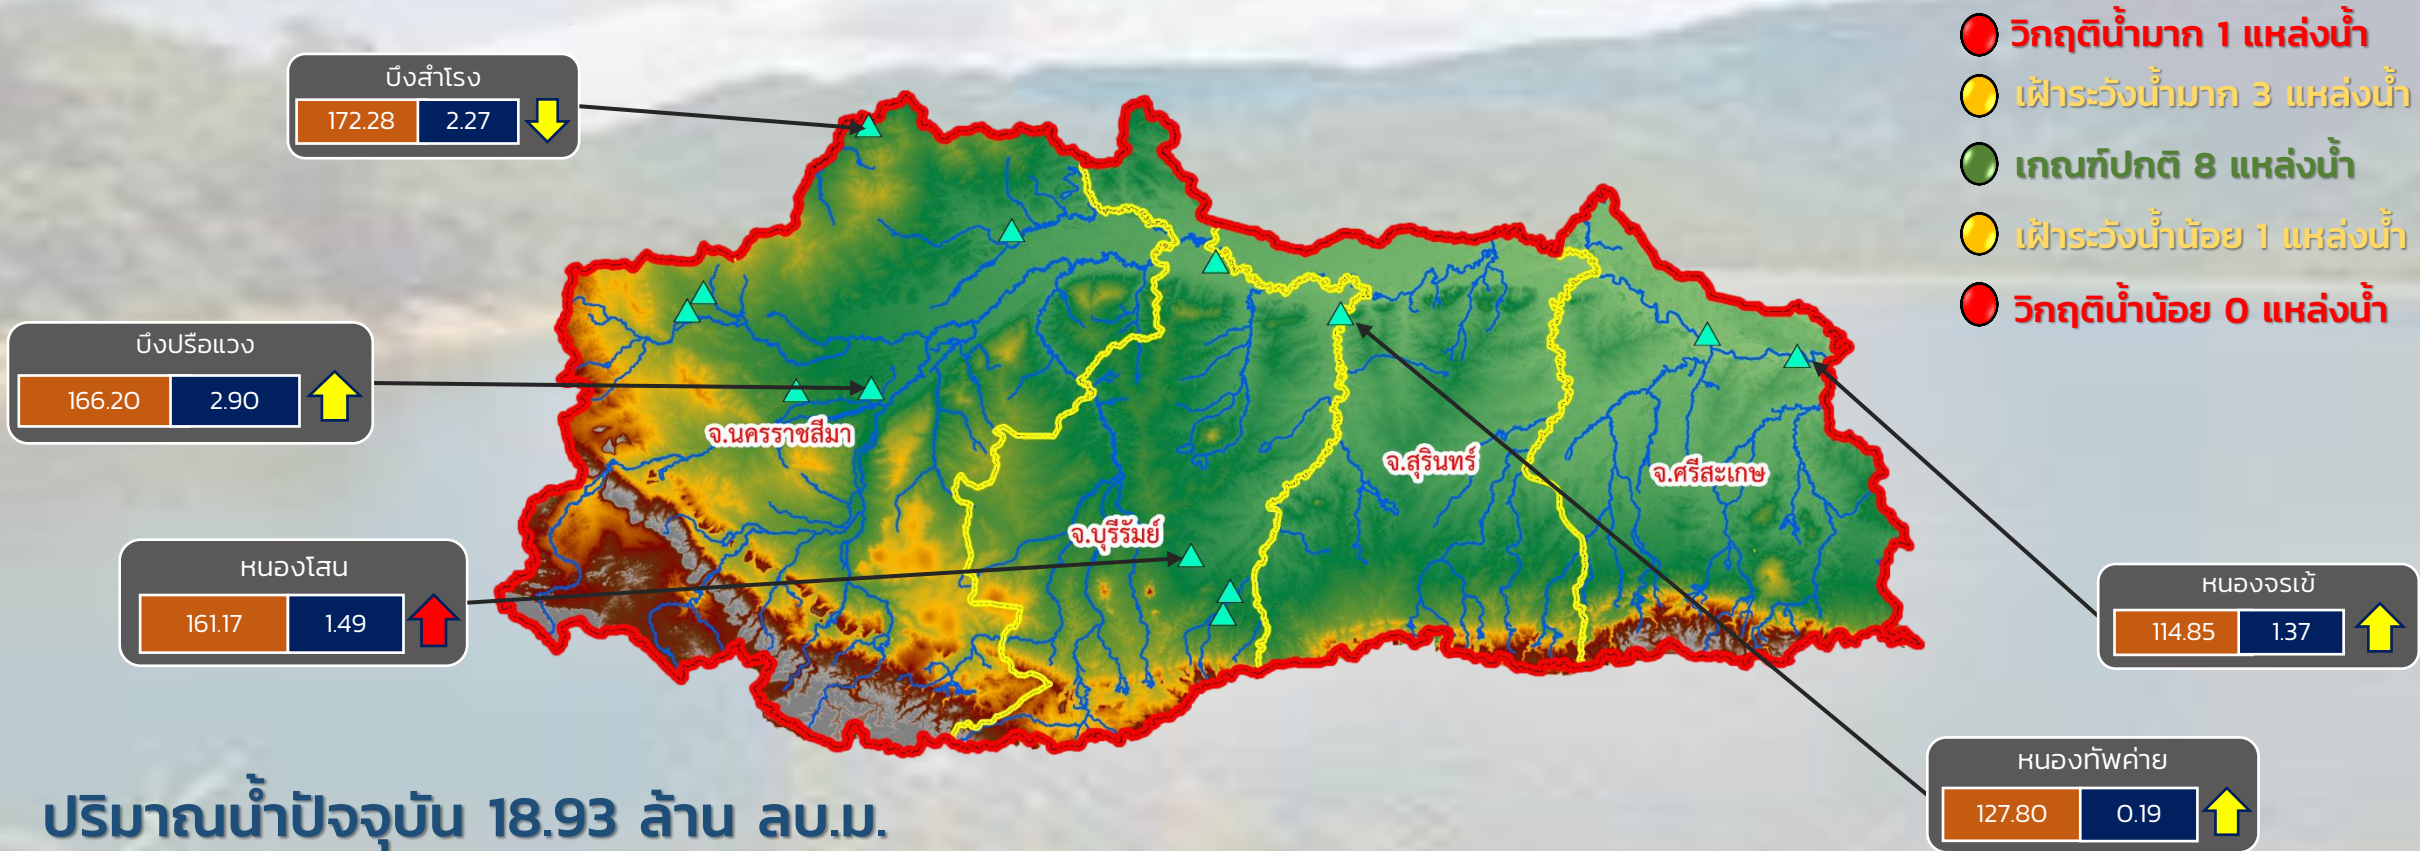 วิกฤติน้ำมาก 1 แหล่งน้ำ
เฝ้าระวังน้ำมาก 3 แหล่งน้ำ
เกณฑ์ปกติ 8 แหล่งน้ำ
เฝ้าระวังน้ำน้อย 1 แหล่งน้ำ
วิกฤติน้ำน้อย 0 แหล่งน้ำ
บึงสำโรง
172.28 2.27
บึงปรือแวง
166.20 2.90
หนองโสน
161.17 1.49
จ.นครราชสีมา
จ.บุรีรัมย์
จ.สุรินทร์
จ.ศรีสะเกษ
หนองจรเข้
114.85 1.37
หนองทัพค่าย
127.80 0.19
ปริมาณน้ำปัจจุบัน 18.93 ล้าน ลบ.ม.